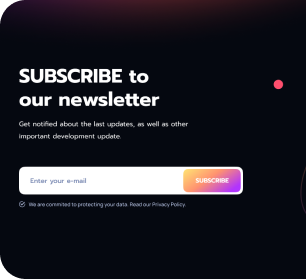 SUBSCRIBE to
our newsletter
Get notified about the last updates, as well as other
important development update.
Enter your e-mail
SUBSCRIBE
We are commited to protecting your data. Read our Privacy Policy.